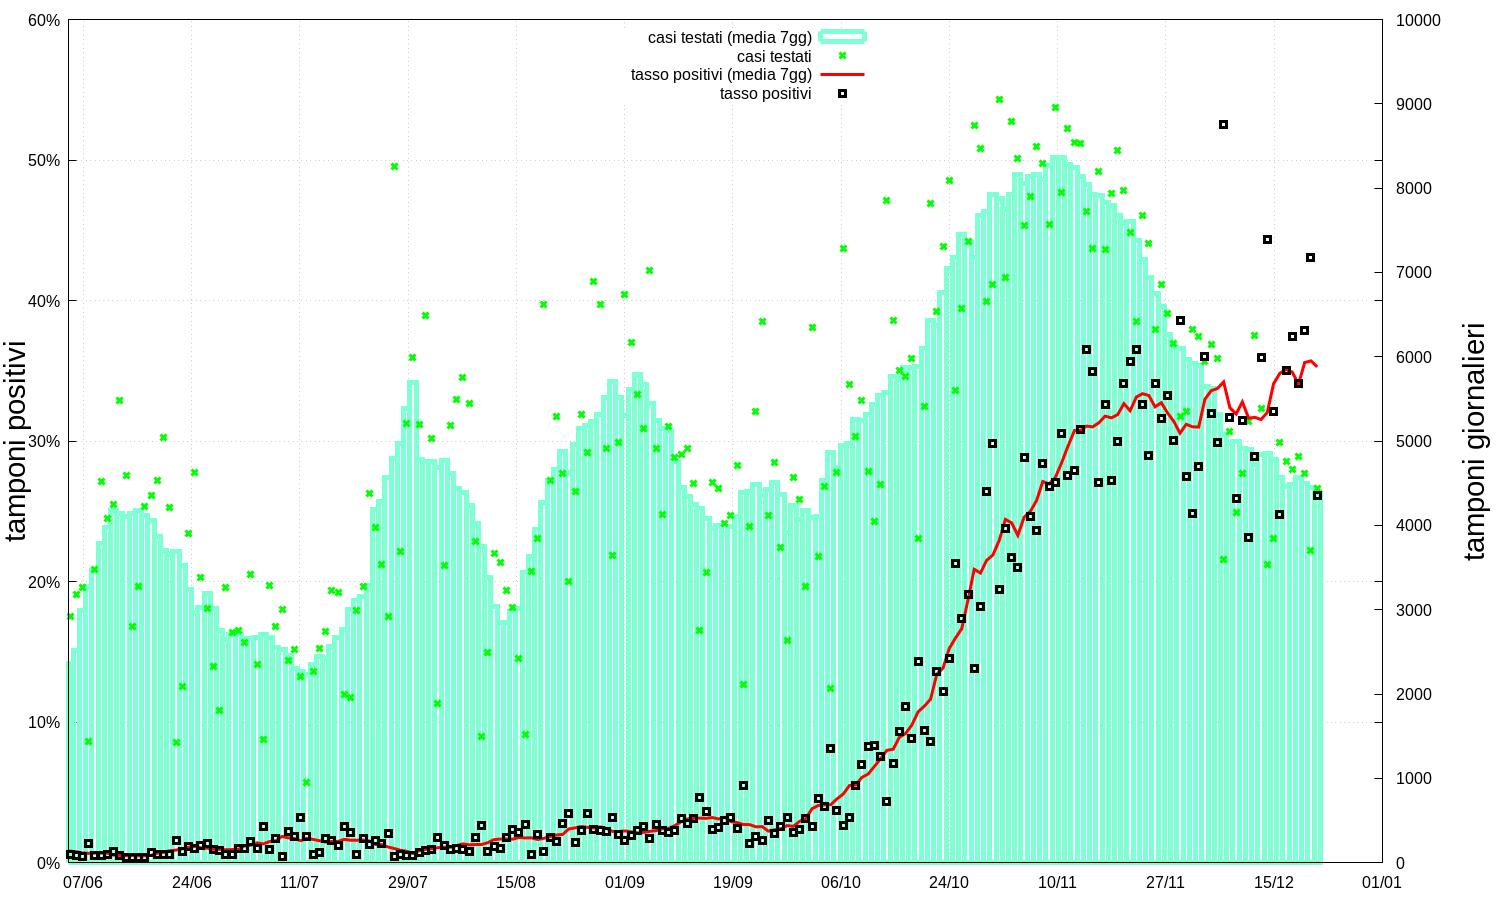 60%
50%
40%
30%
20%
10%
0%
tamponi positivi
casi testati (media 7gg)
casi testati
tasso positivi (media 7gg)
tasso positivi
10000
9000
8000
7000
6000
5000
4000
3000
2000
1000
0
tamponi giornalieri
07/06 24/06 11/07 29/07 15/08 01/09 19/09 06/10 24/10 10/11 27/11 15/12 01/01